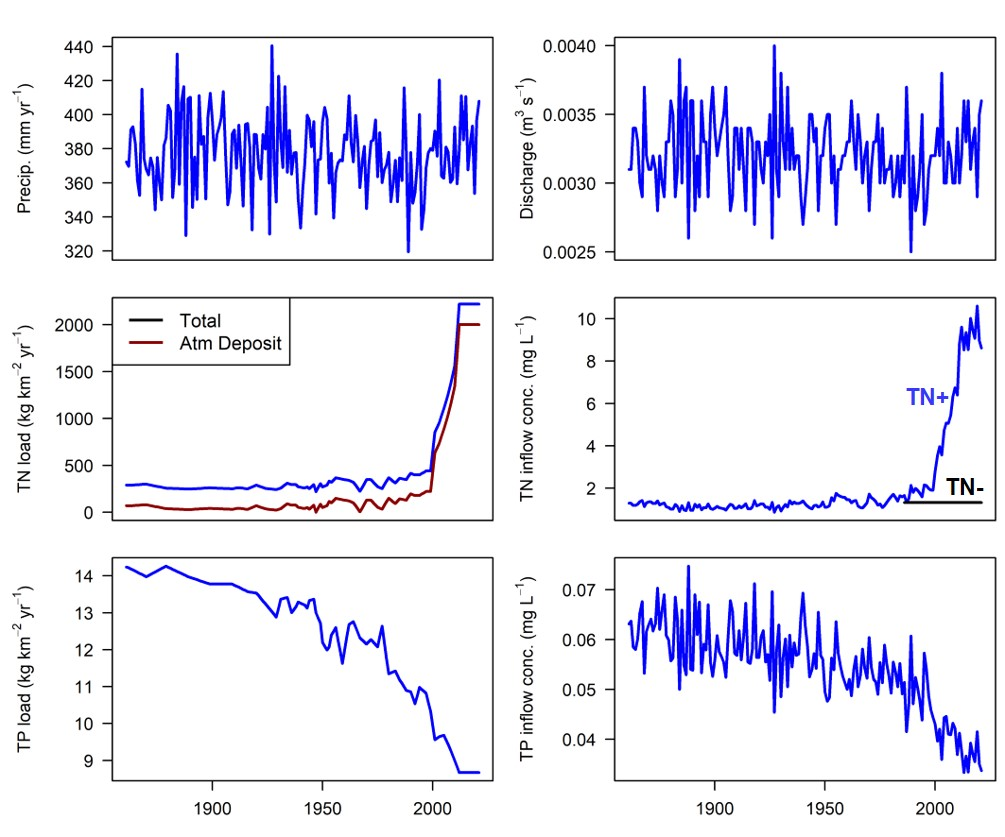 Precip. (mm yr⁻¹)
440
420
400
380
360
340
320
Discharge (m³ s⁻¹)
0.0040
0.0035
0.0030
0.0025
TN load (kg km⁻² yr⁻¹)
2000
1500
1000
500
0
Total
Atm Deposit
TN inflow conc. (mg L⁻¹)
10
8
6
4
2
TN+
TN-
TP load (kg km⁻² yr⁻¹)
14
13
12
11
10
9
1900 1950 2000
TP inflow conc. (mg L⁻¹)
0.07
0.06
0.05
0.04
1900 1950 2000